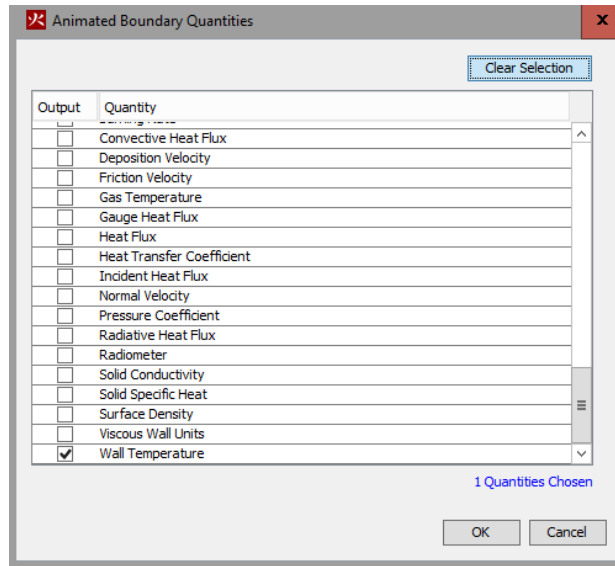 Animated Boundary Quantities
x
Clear Selection
Output Quantity
Convective Heat Flux
Deposition Velocity
Friction Velocity
Gas Temperature
Gauge Heat Flux
Heat Flux
Heat Transfer Coefficient
Incident Heat Flux
Normal Velocity
Pressure Coefficient
Radiative Heat Flux
Radiometer
Solid Conductivity
Solid Specific Heat
Surface Density
Viscous Wall Units
Wall Temperature
1 Quantities Chosen
OK Cancel